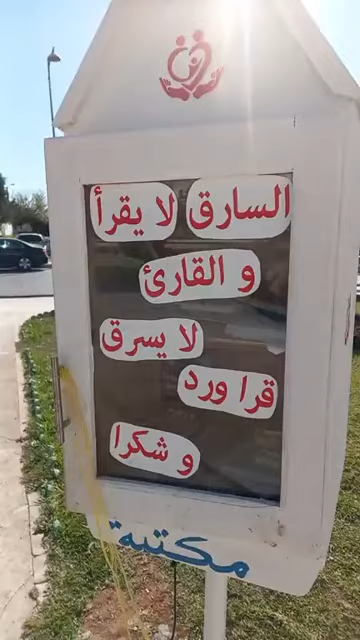 السارق لا يقرأ
و القارئ
لا يسرق
قرا ورد
و شكرا
مكتبة